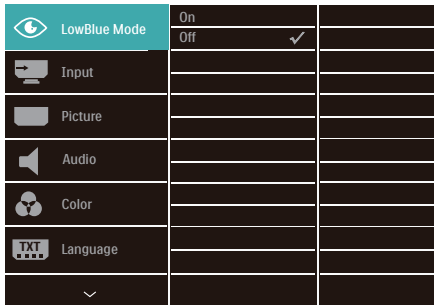 LowBlue Mode
On
Off
Input
Picture
Audio
Color
TXT
Language